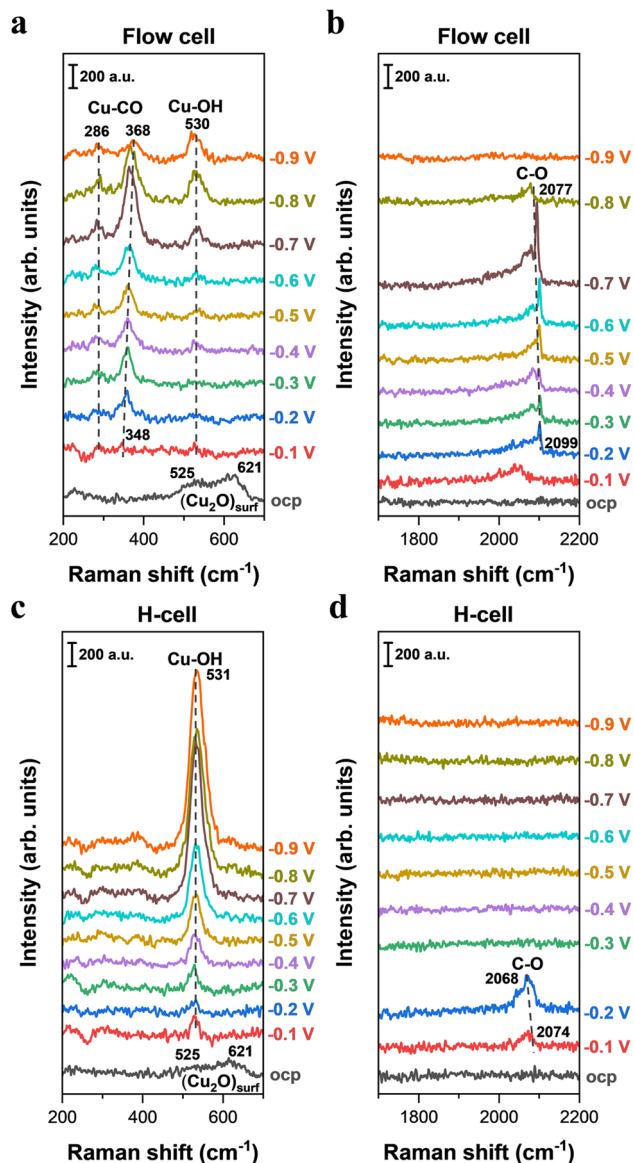 a
Flow cell
200 a.u.
Cu-CO
Cu-OH
286
368
530
-0.9 V
-0.8 V
-0.7 V
-0.6 V
-0.5 V
-0.4 V
-0.3 V
-0.2 V
348
-0.1 V
525
621
(Cu₂O)surf
ocp
200 400 600
Raman shift (cm⁻¹)
Intensity (arb. units)
b
Flow cell
200 a.u.
-0.9 V
C-O
2077
-0.8 V
-0.7 V
-0.6 V
-0.5 V
-0.4 V
-0.3 V
-0.2 V
2099
-0.1 V
ocp
1800 2000 2200
Raman shift (cm⁻¹)
Intensity (arb. units)
c
H-cell
200 a.u.
Cu-OH
531
-0.9 V
-0.8 V
-0.7 V
-0.6 V
-0.5 V
-0.4 V
-0.3 V
-0.2 V
-0.1 V
525
621
(Cu₂O)surf
ocp
200 400 600
Raman shift (cm⁻¹)
Intensity (arb. units)
d
H-cell
200 a.u.
-0.9 V
-0.8 V
-0.7 V
-0.6 V
-0.5 V
-0.4 V
-0.3 V
C-O
2068
-0.2 V
2074
-0.1 V
ocp
1800 2000 2200
Raman shift (cm⁻¹)
Intensity (arb. units)